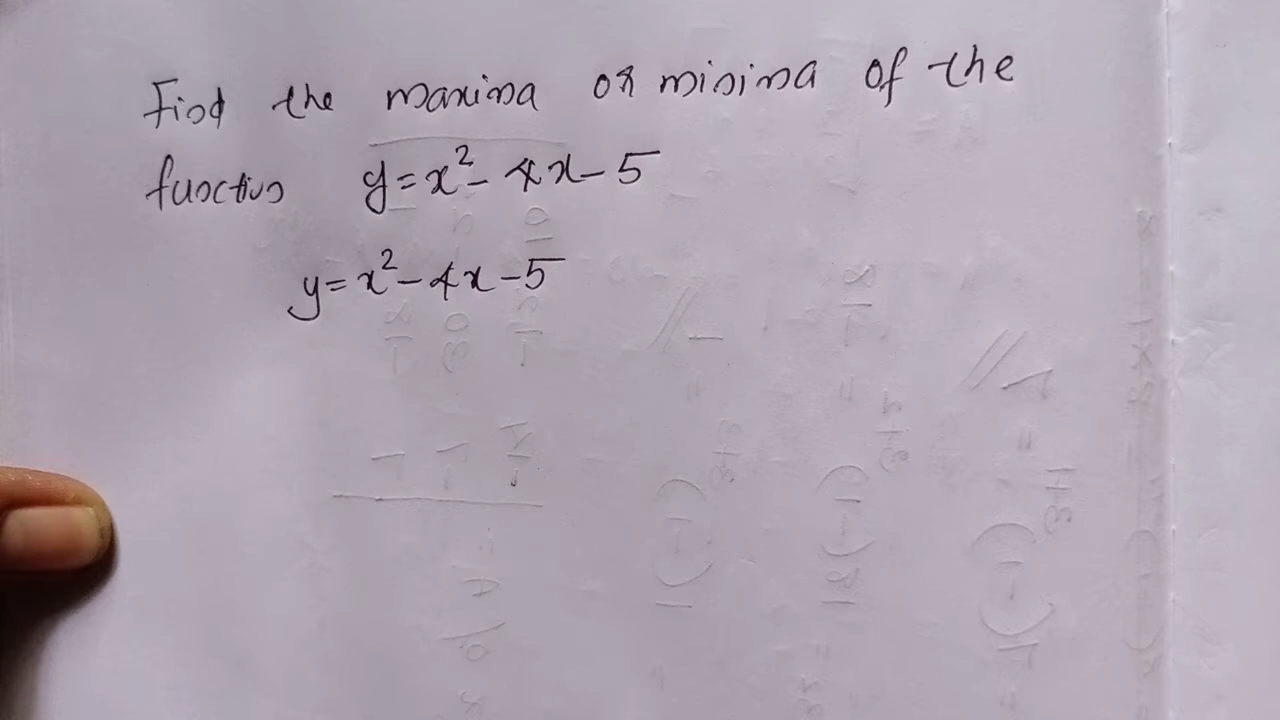 Find the maxima or minima of the
function y = x² - 4x - 5
y = x² - 4x - 5